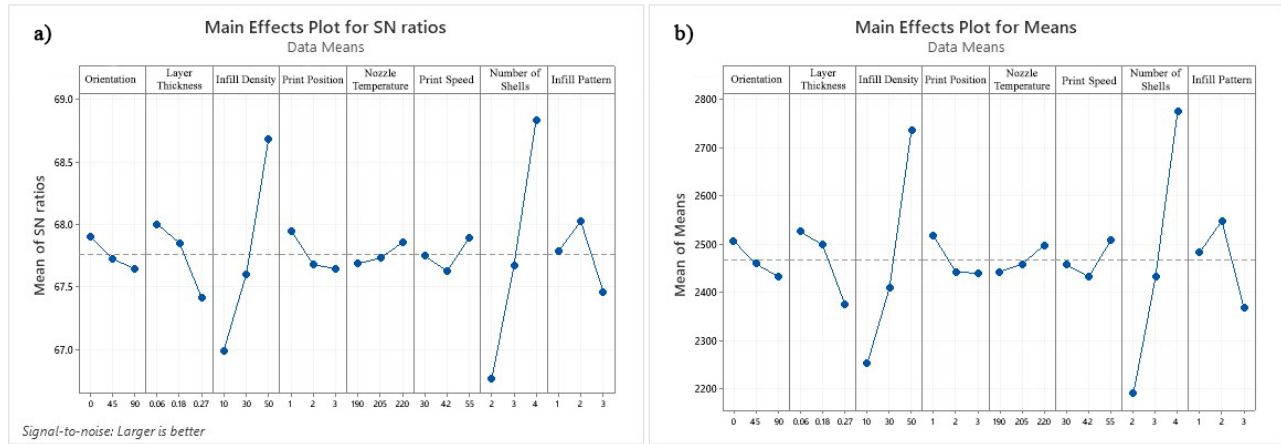 a)
Main Effects Plot for SN ratios
Data Means
Orientation
Layer
Thickness
Infill Density
Print Position
Nozzle
Temperature
Print Speed
Number of
Shells
Infill Pattern
Mean of SN ratios
69.0
68.5
68.0
67.5
67.0
0 45 90 0.06 0.18 0.27 10 30 50 1 2 3 190 205 220 30 42 55 2 3 4 1 2 3
Signal-to-noise: Larger is better
b)
Main Effects Plot for Means
Data Means
Orientation
Layer
Thickness
Infill Density
Print Position
Nozzle
Temperature
Print Speed
Number of
Shells
Infill Pattern
Mean of Means
2800
2700
2600
2500
2400
2300
2200
0 45 90 0.06 0.18 0.27 10 30 50 1 2 3 190 205 220 30 42 55 2 3 4 1 2 3